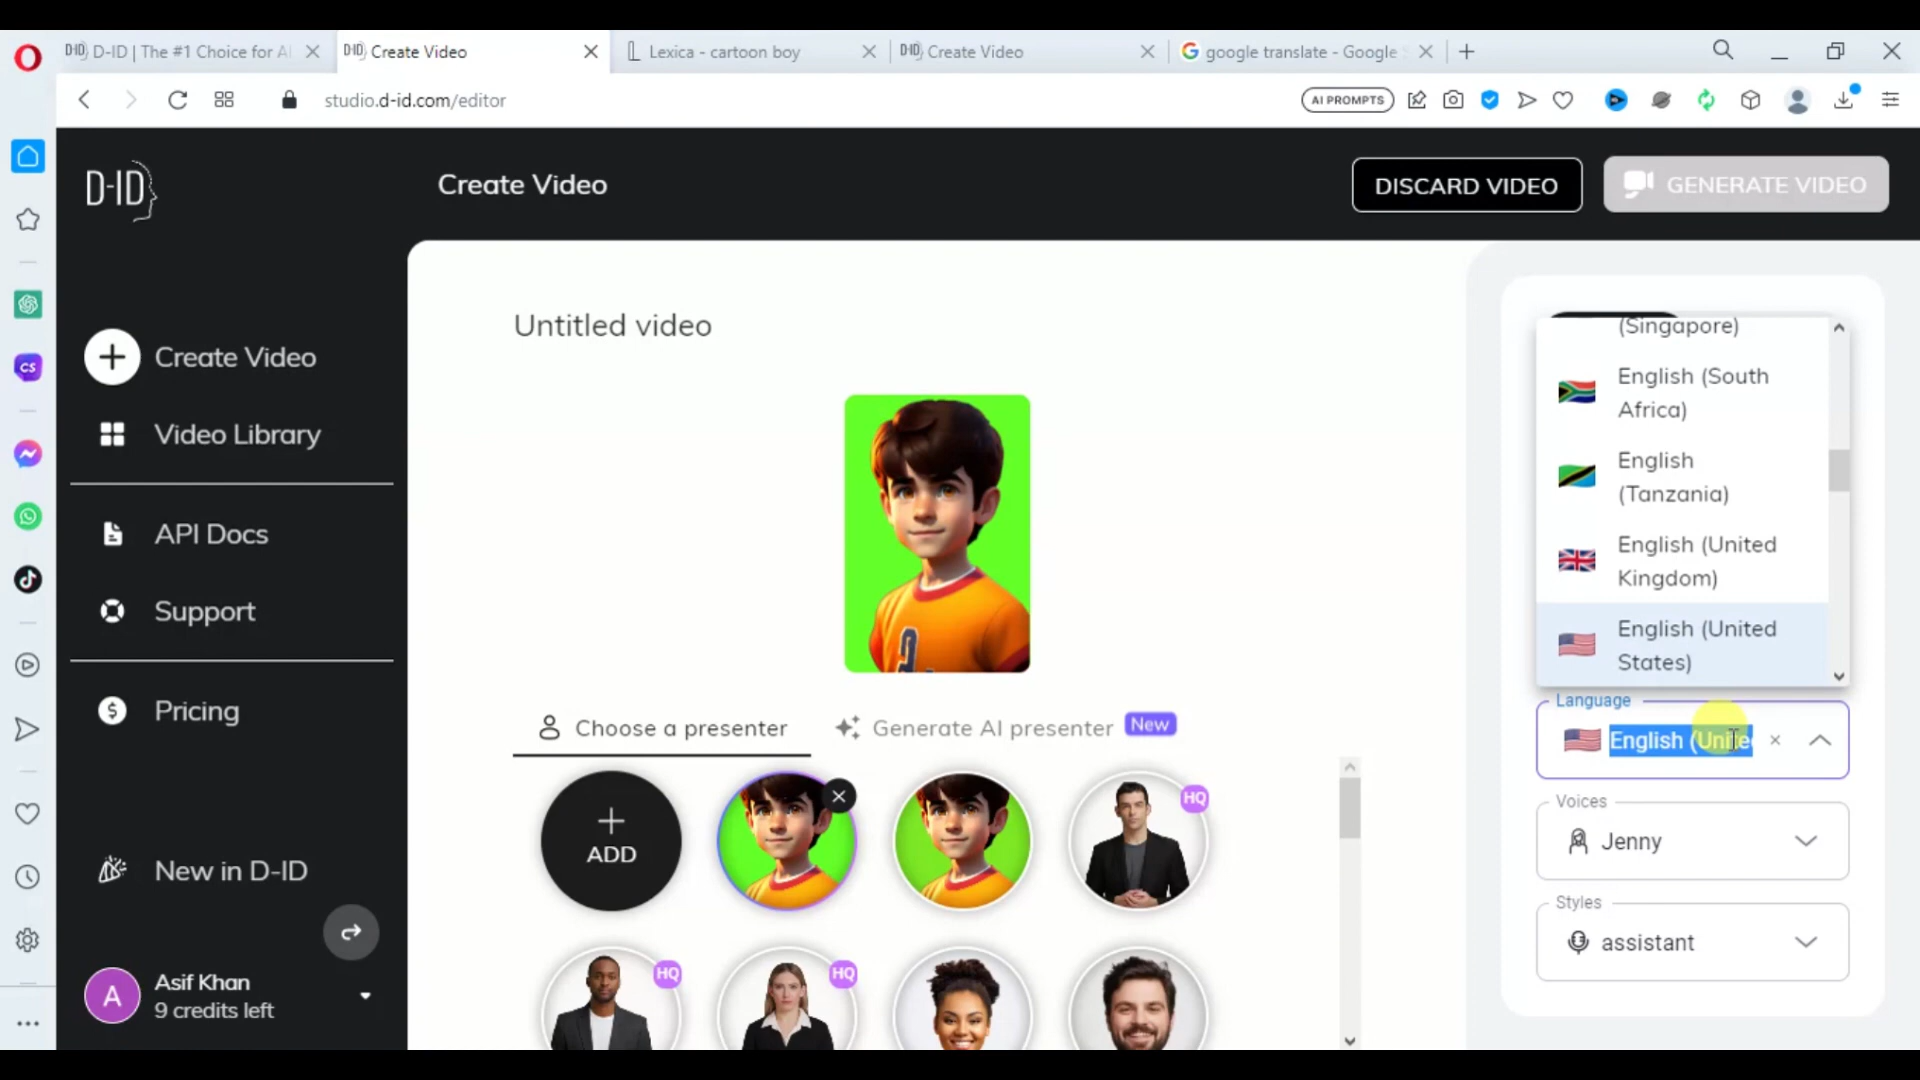 D-ID | The #1 Choice for AI
Create Video
Lexica - cartoon boy
Create Video
google translate - Google
studio.d-id.com/editor
AI PROMPTS
D-ID
Create Video
DISCARD VIDEO
GENERATE VIDEO
Create Video
Video Library
API Docs
Support
Pricing
New in D-ID
A
Asif Khan
9 credits left
CS
Untitled video
Choose a presenter
Generate AI presenter
New
ADD
HQ
HQ
HQ
(Singapore)
English (South
Africa)
English
(Tanzania)
English (United
Kingdom)
English (United
States)
Language
English (Unite
Voices
Jenny
Styles
assistant